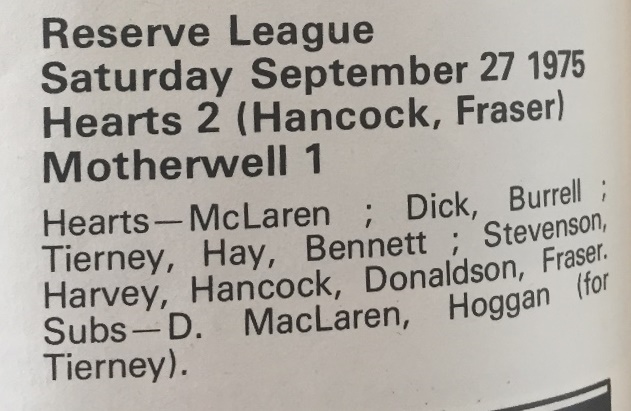 Reserve League
Saturday September 27 1975
Hearts 2 (Hancock, Fraser)
Motherwell 1
Hearts—McLaren ; Dick, Burrell ;
Tierney, Hay, Bennett ; Stevenson,
Harvey, Hancock, Donaldson, Fraser.
Subs—D. MacLaren, Hoggan (for
Tierney).